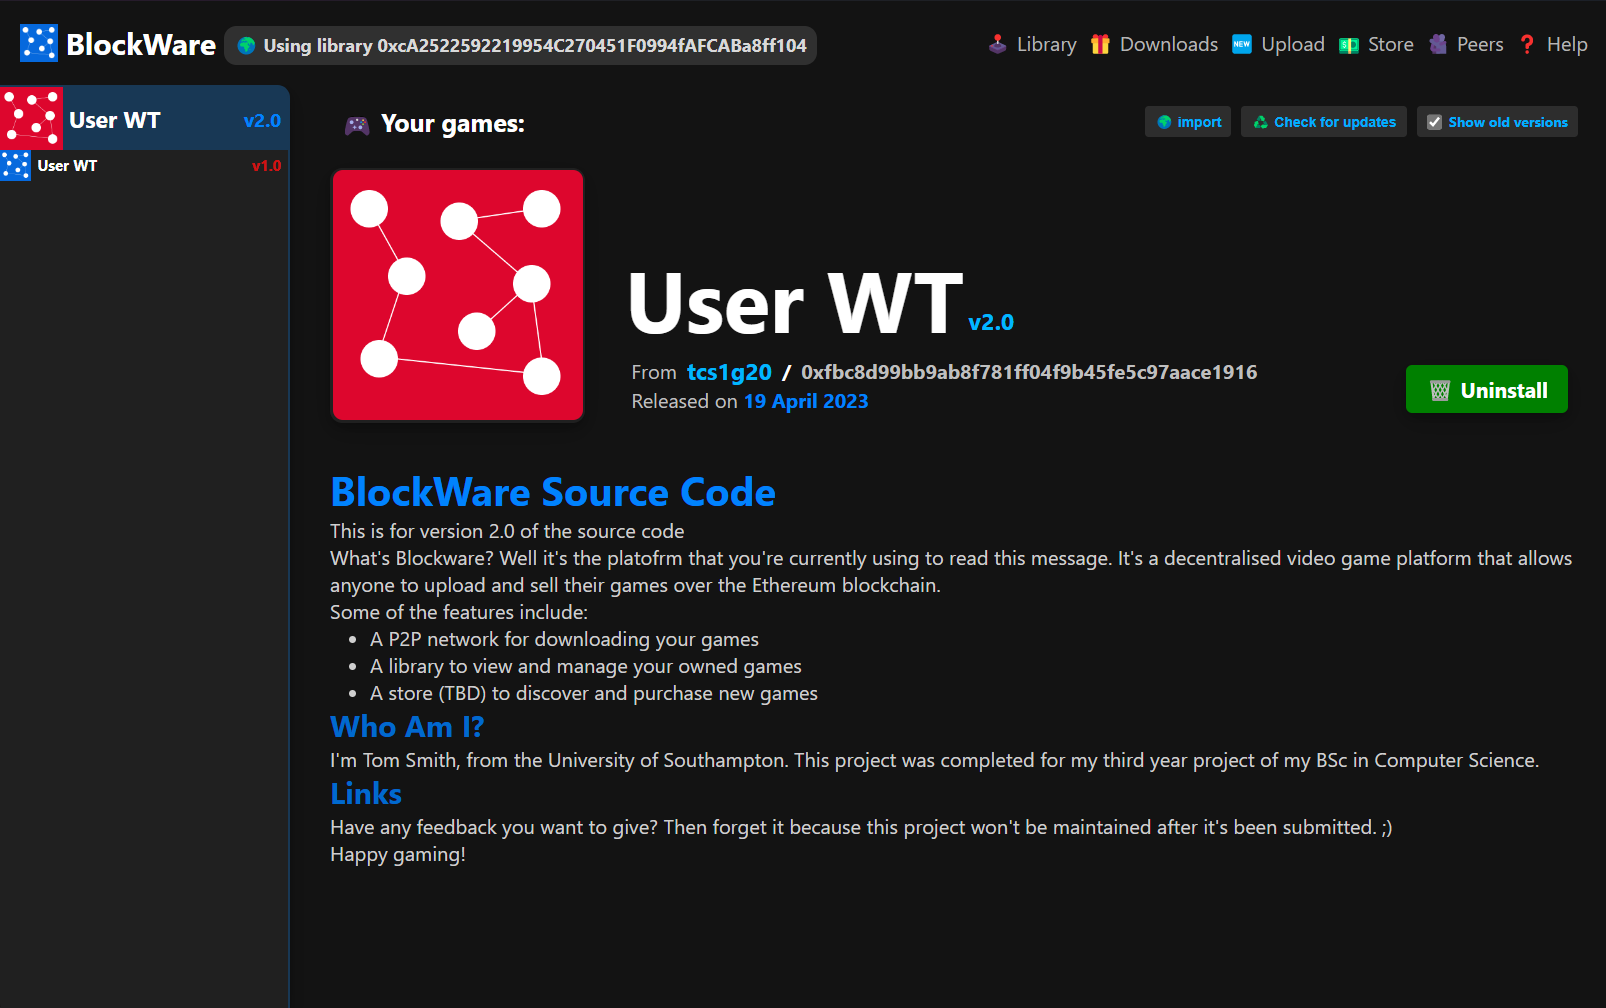 BlockWare
Using library 0xcA2522592219954C270451F0994fAFCABa8ff104
Library
Downloads
NEW
Upload
Store
Peers
Help
User WT
v2.0
User WT
v1.0
Your games:
import
Check for updates
Show old versions
User WT v2.0
From tcs1g20 / 0xfbc8d99bb9ab8f781ff04f9b45fe5c97aace1916
Released on 19 April 2023
Uninstall
BlockWare Source Code
This is for version 2.0 of the source code
What's Blockware? Well it's the platofrm that you're currently using to read this message. It's a decentralised video game platform that allows
anyone to upload and sell their games over the Ethereum blockchain.
Some of the features include:
• A P2P network for downloading your games
• A library to view and manage your owned games
• A store (TBD) to discover and purchase new games
Who Am I?
I'm Tom Smith, from the University of Southampton. This project was completed for my third year project of my BSc in Computer Science.
Links
Have any feedback you want to give? Then forget it because this project won't be maintained after it's been submitted. ;)
Happy gaming!